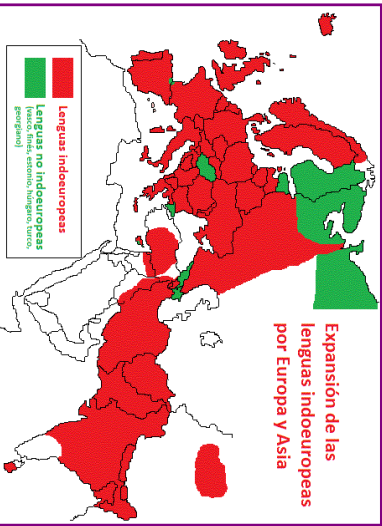 Expansión de las
lenguas indoeuropeas
por Europa y Asia
Lenguas indoeuropeas
Lenguas no indoeuropeas
(vasco, finés, estonio, húngaro, turco,
georgiano)